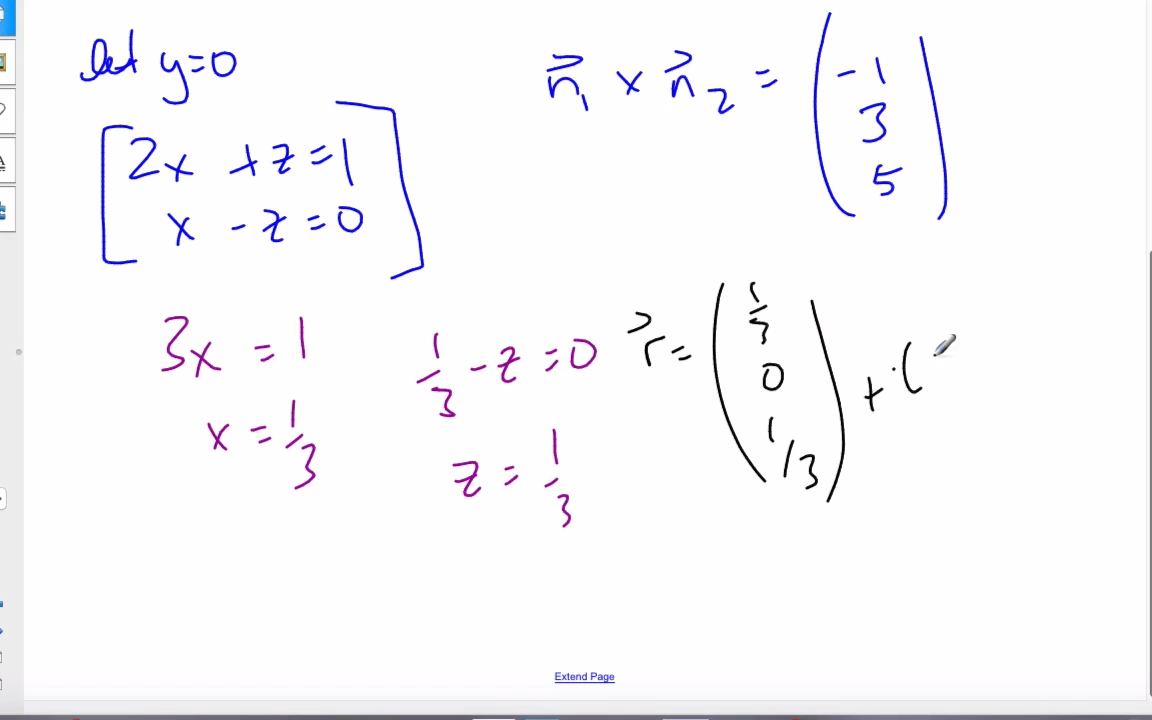 let y=0
2x +z=1
x -z=0
n₁ × n₂ = (-1
3
5)
3x = 1
x = 1/3
1/3 -z=0
z = 1/3
r= (1/3
0
1/3) + (
Extend Page